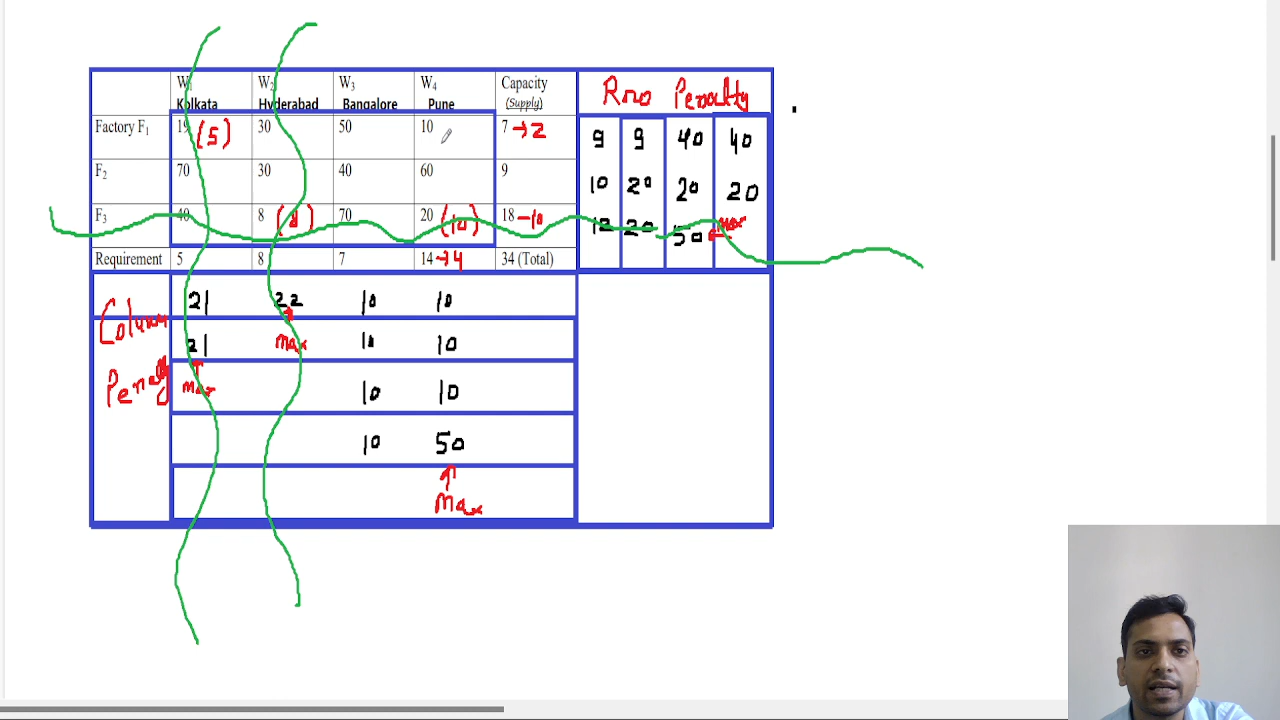 W1 W2 W3 W4 Capacity Rno Penalty
Kolkata Hyderabad Bangalore Pune (Supply)
Factory F1 19 (5) 30 50 10 7 →2 9 9 40 40
F2 70 30 40 60 9 10 20 20 20
F3 40 8 (8) 70 20 (10) 18 →10 12 20 50 ← max
Requirement 5 8 7 14→4 34 (Total)
Column 21 22 10 10
21 max 10 10
Penalty max 10 10
10 50
max